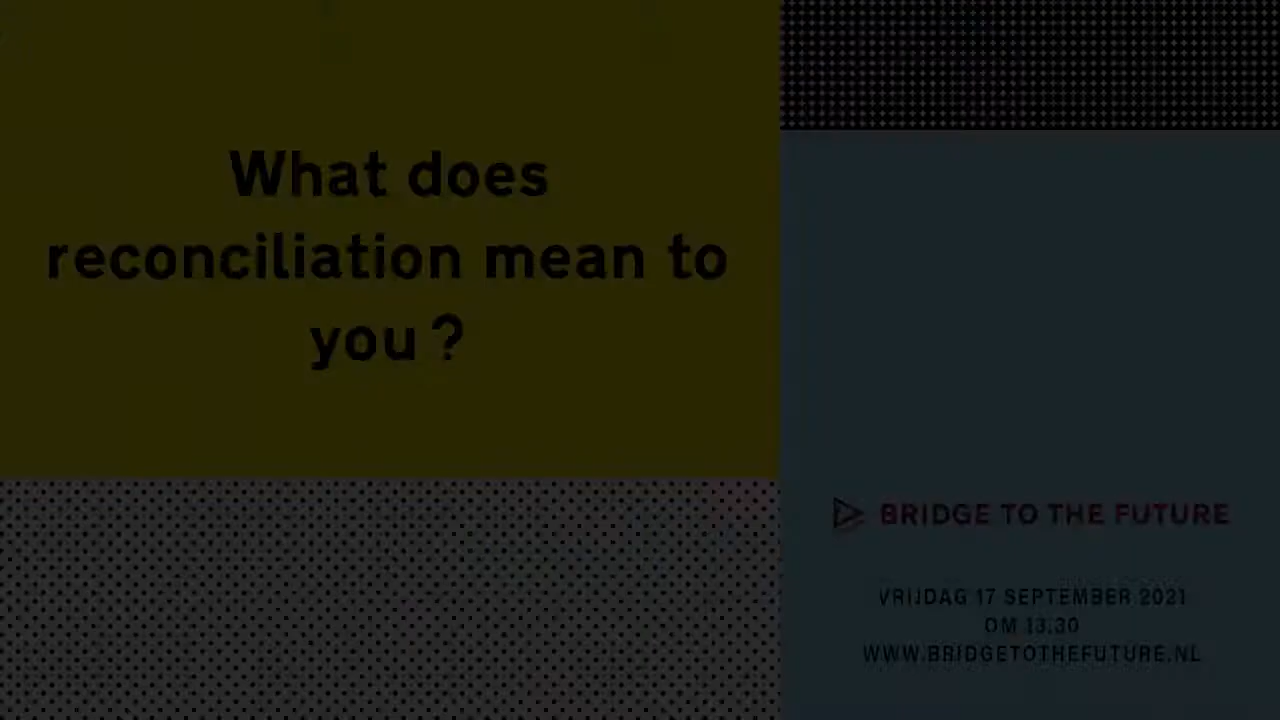 What does
reconciliation mean to
you ?
BRIDGE TO THE FUTURE
VRIJDAG 17 SEPTEMBER 2021
OM 13.30
WWW.BRIDGETOTHEFUTURE.NL